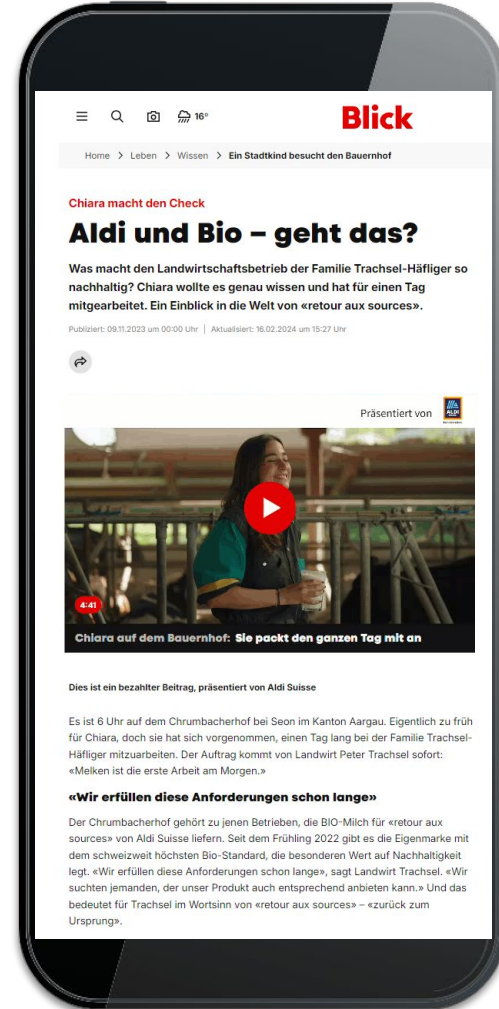 16°
Blick
Home > Leben > Wissen > Ein Stadtkind besucht den Bauernhof
Chiara macht den Check
Aldi und Bio – geht das?
Was macht den Landwirtschaftsbetrieb der Familie Trachsel-Häfliger so
nachhaltig? Chiara wollte es genau wissen und hat für einen Tag
mitgearbeitet. Ein Einblick in die Welt von «retour aux sources».
Publiziert: 09.11.2023 um 00:00 Uhr | Aktualisiert: 16.02.2024 um 15:27 Uhr
Präsentiert von
ALDI
4:41
Chiara auf dem Bauernhof: Sie packt den ganzen Tag mit an
Dies ist ein bezahlter Beitrag, präsentiert von Aldi Suisse
Es ist 6 Uhr auf dem Chrumbacherhof bei Seon im Kanton Aargau. Eigentlich zu früh
für Chiara, doch sie hat sich vorgenommen, einen Tag lang bei der Familie Trachsel-
Häfliger mitzuarbeiten. Der Auftrag kommt von Landwirt Peter Trachsel sofort:
«Melken ist die erste Arbeit am Morgen.»
«Wir erfüllen diese Anforderungen schon lange»
Der Chrumbacherhof gehört zu jenen Betrieben, die BIO-Milch für «retour aux
sources» von Aldi Suisse liefern. Seit dem Frühling 2022 gibt es die Eigenmarke mit
dem schweizweit höchsten Bio-Standard, die besonderen Wert auf Nachhaltigkeit
legt. «Wir erfüllen diese Anforderungen schon lange», sagt Landwirt Trachsel. «Wir
suchten jemanden, der unser Produkt auch entsprechend anbieten kann.» Und das
bedeutet für Trachsel im Wortsinn von «retour aux sources» – «zurück zum
Ursprung».